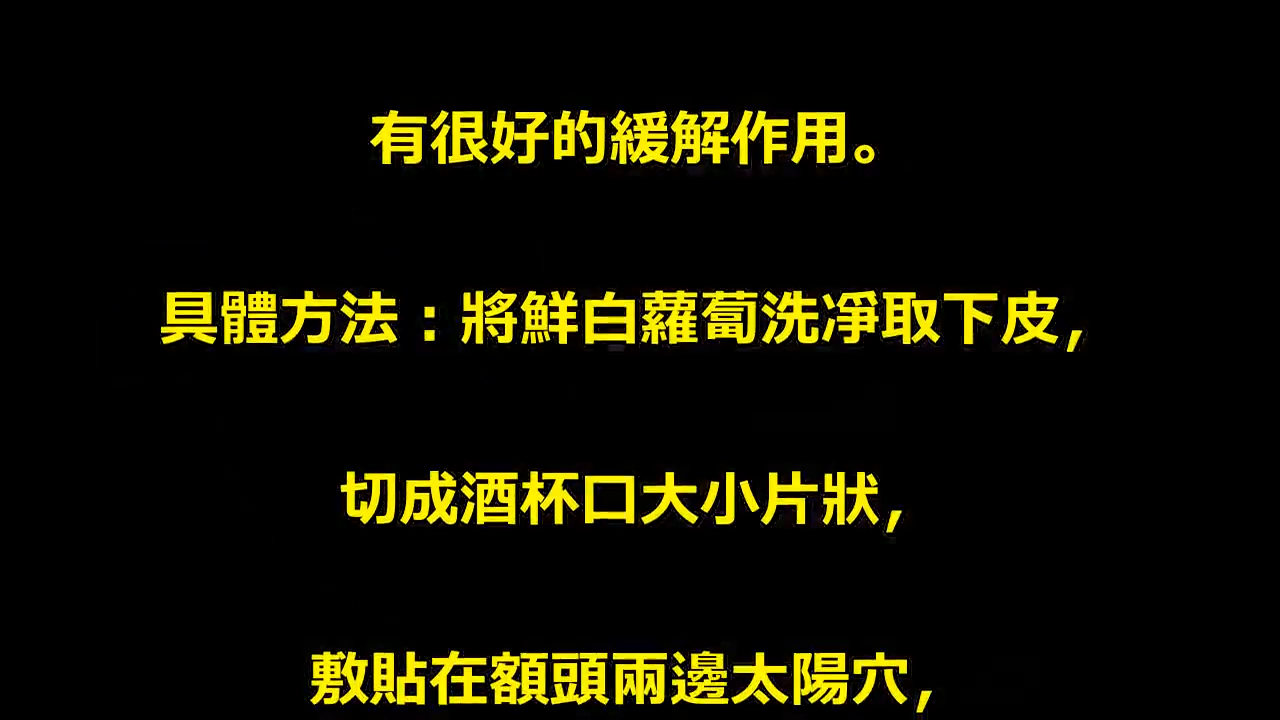 有很好的緩解作用。
具體方法：將鮮白蘿蔔洗凈取下皮，
切成酒杯口大小片狀，
敷貼在額頭兩邊太陽穴，